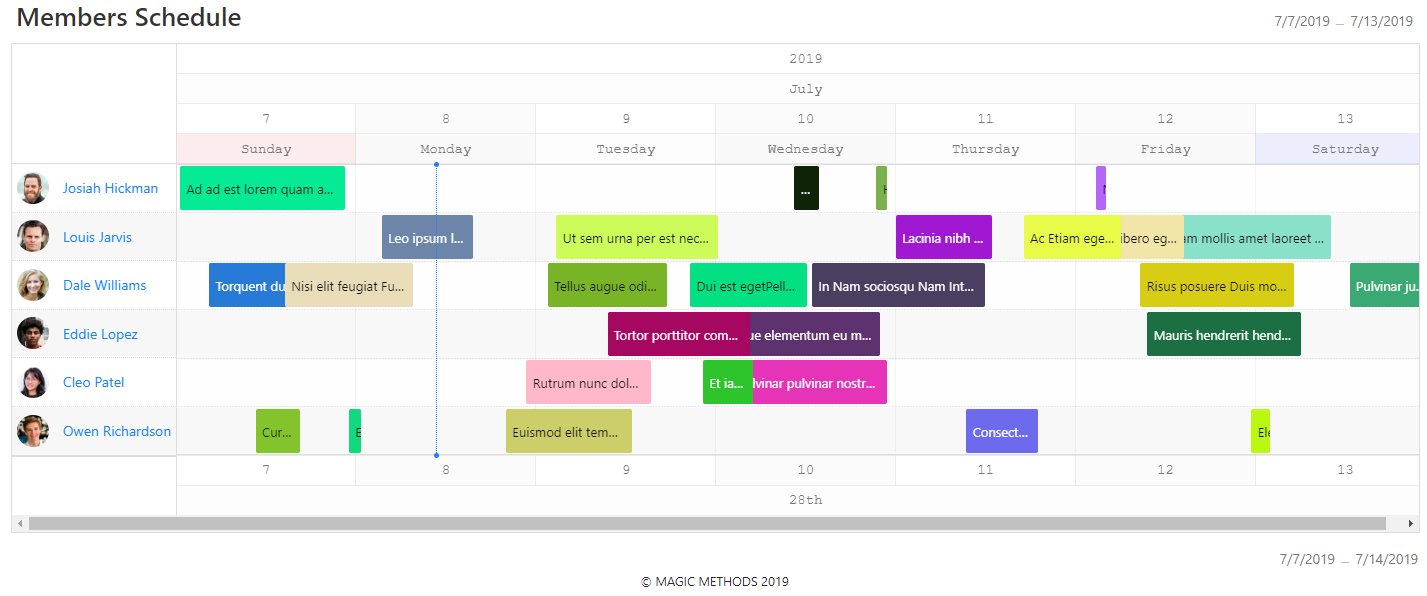 Members Schedule
7/7/2019 – 7/13/2019
2019
July
7 8 9 10 11 12 13
Sunday Monday Tuesday Wednesday Thursday Friday Saturday
Josiah Hickman
Ad ad est lorem quam a...
...
Louis Jarvis
Leo ipsum l...
Ut sem urna per est nec...
Lacinia nibh ...
Ac Etiam ege...
ibero eg...
am mollis amet laoreet ...
Dale Williams
Torquent du
Nisi elit feugiat Fu...
Tellus augue odi...
Dui est egetPell...
In Nam sociosqu Nam Int...
Risus posuere Duis mo...
Pulvinar ju.
Eddie Lopez
Tortor porttitor com...
ue elementum eu m...
Mauris hendrerit hend...
Cleo Patel
Rutrum nunc dol...
Et ia...
lvinar pulvinar nostr...
Owen Richardson
Cur...
E
Euismod elit tem...
Consect...
Ele
7 8 9 10 11 12 13
28th
7/7/2019 – 7/14/2019
© MAGIC METHODS 2019